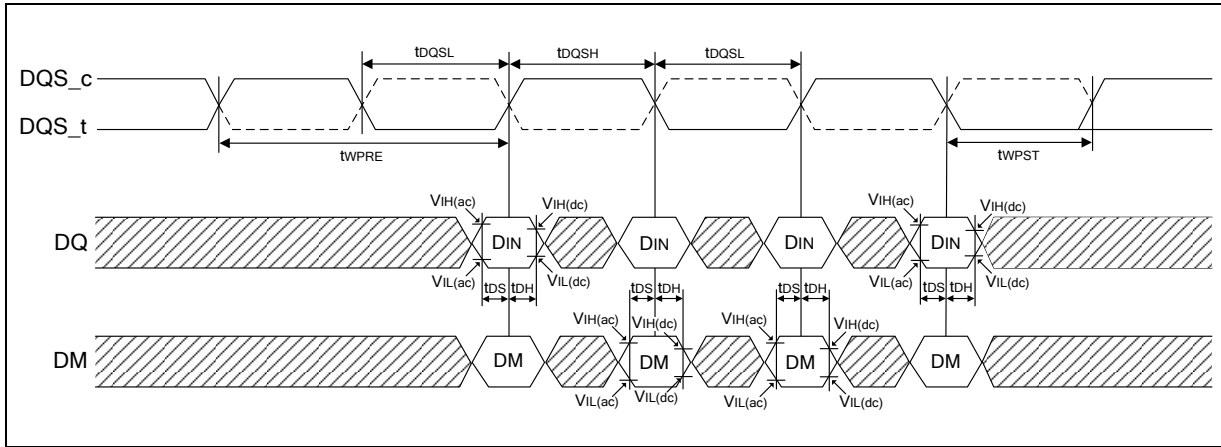 tDQSL tDQSH tDQSL
DQS_c
DQS_t
tWPRE tWPST
VIH(ac) VIH(dc) VIH(ac) VIH(dc)
DQ DIN DIN DIN DIN
VIL(ac) VIL(dc) VIL(ac) VIL(dc)
tDS tDH tDS tDH tDS tDH tDS tDH
VIH(ac) VIH(dc) VIH(ac) VIH(dc)
DM DM DM DM DM
VIL(ac) VIL(dc) VIL(ac) VIL(dc)